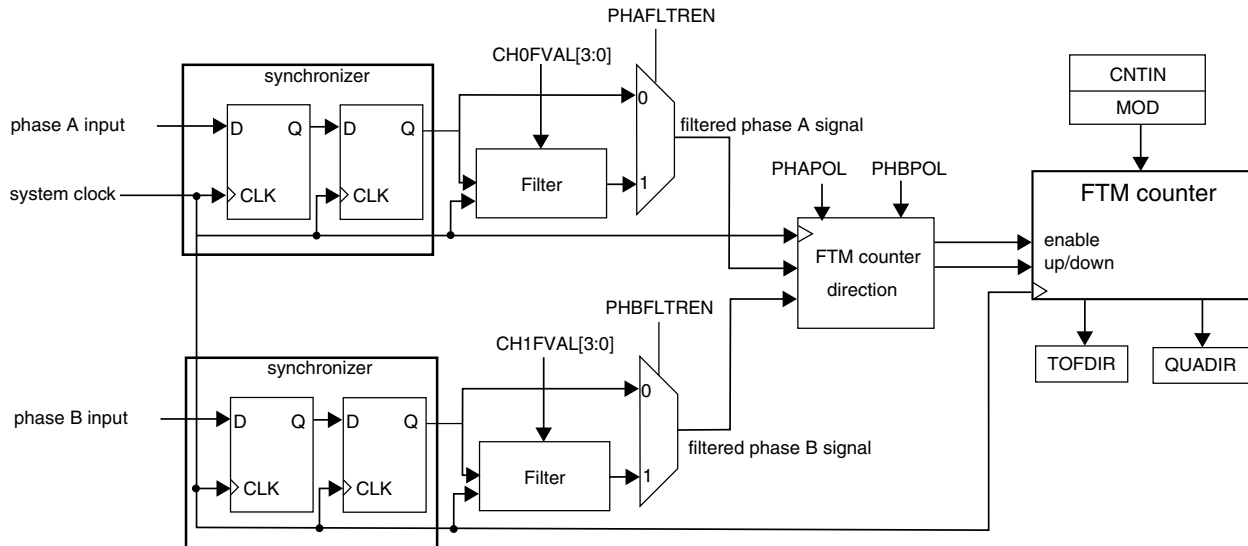 PHAFLTREN
CH0FVAL[3:0]
synchronizer
CNTIN
MOD
phase A input
D Q D Q
0
filtered phase A signal
system clock
CLK CLK
Filter
1
PHAPOL PHBPOL
FTM counter
enable
up/down
FTM counter
direction
PHBFLTREN
CH1FVAL[3:0]
synchronizer
TOFDIR QUADIR
phase B input
D Q D Q
0
filtered phase B signal
CLK CLK
Filter
1